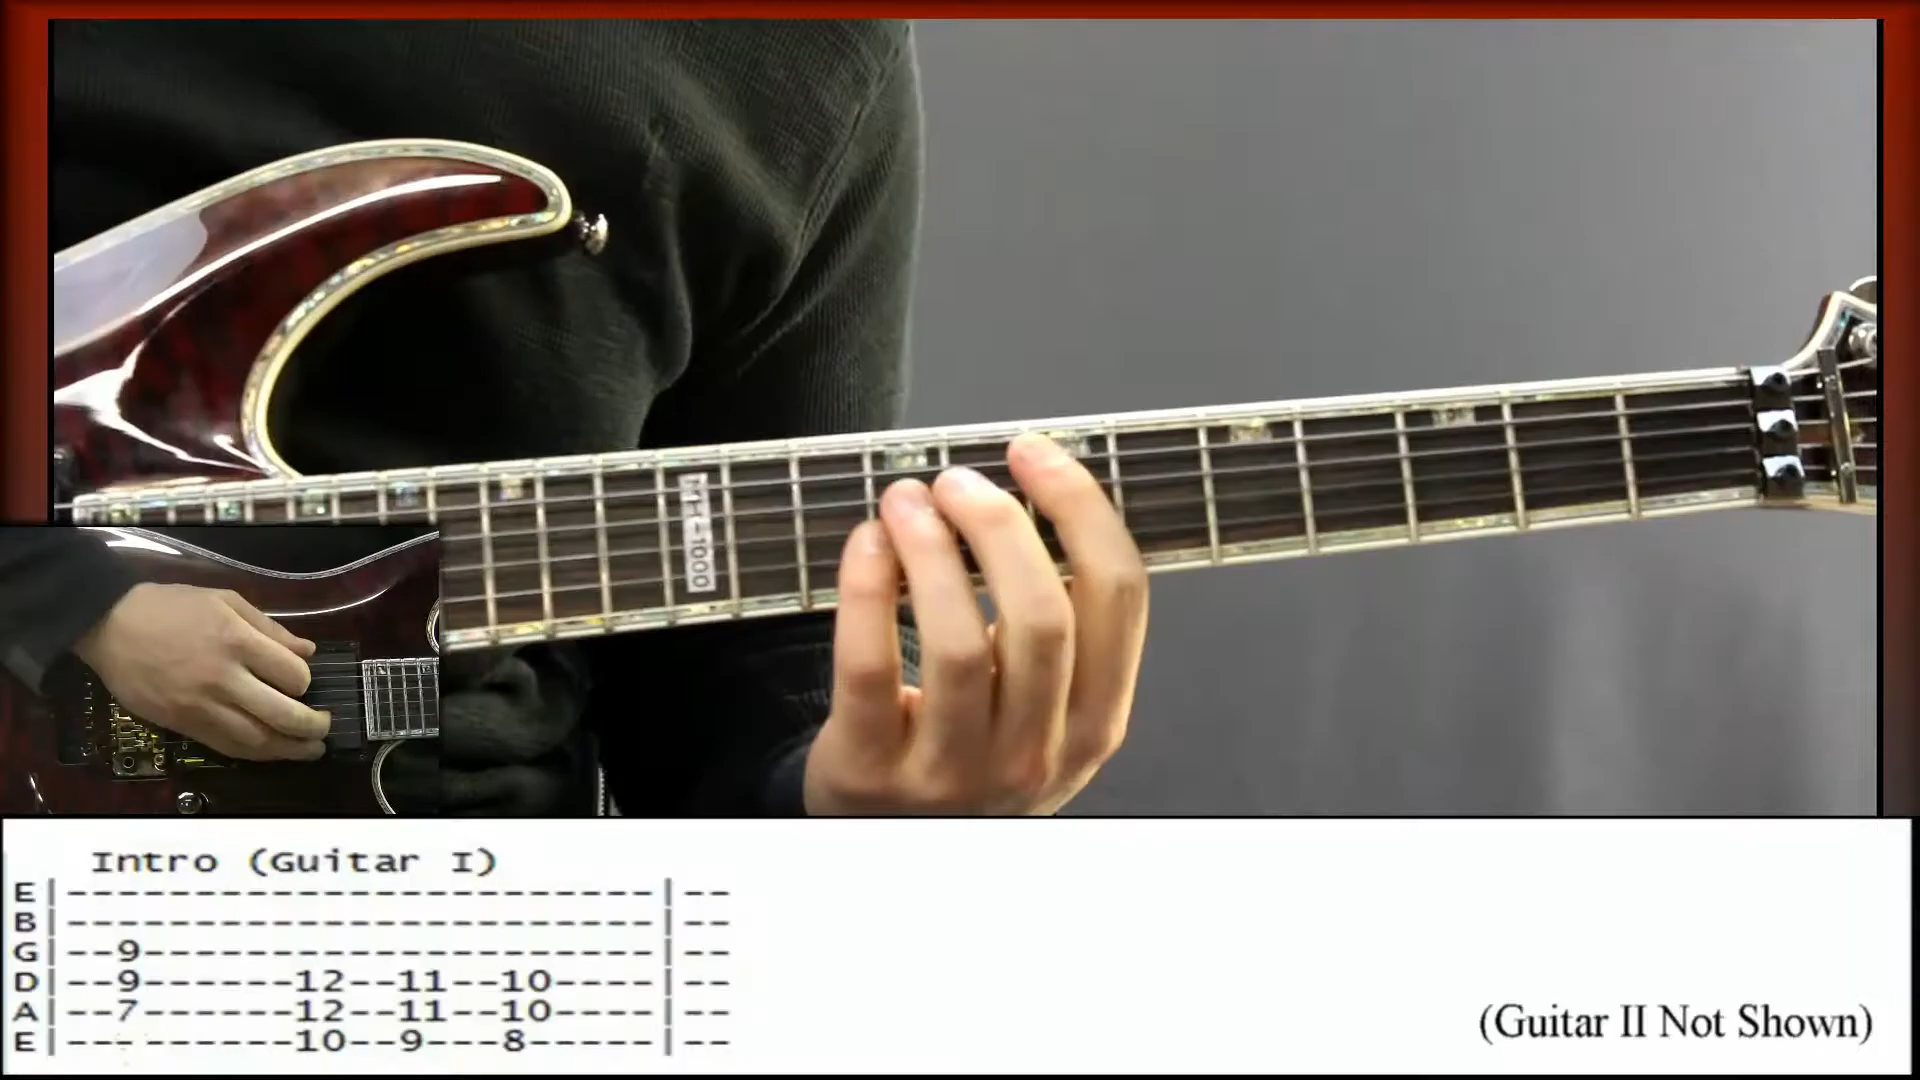 M-1000
Intro (Guitar I)
E|-----------------------|--
B|-----------------------|--
G|--9--------------------|--
D|--9------12--11--10----|--
A|--7------12--11--10----|--
E|---------10--9---8-----|--
(Guitar II Not Shown)